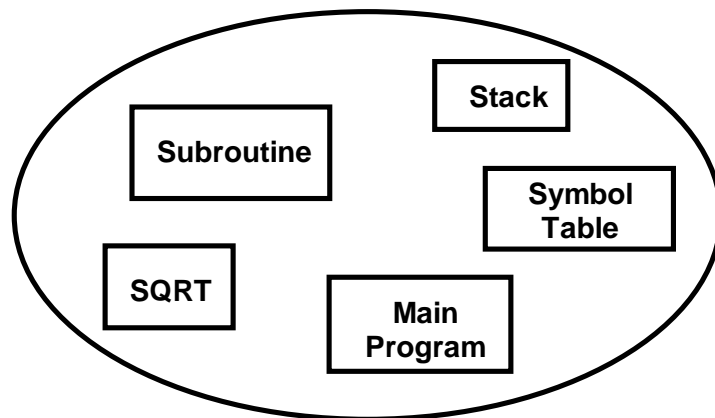 Stack
Subroutine
Symbol
Table
SQRT
Main
Program